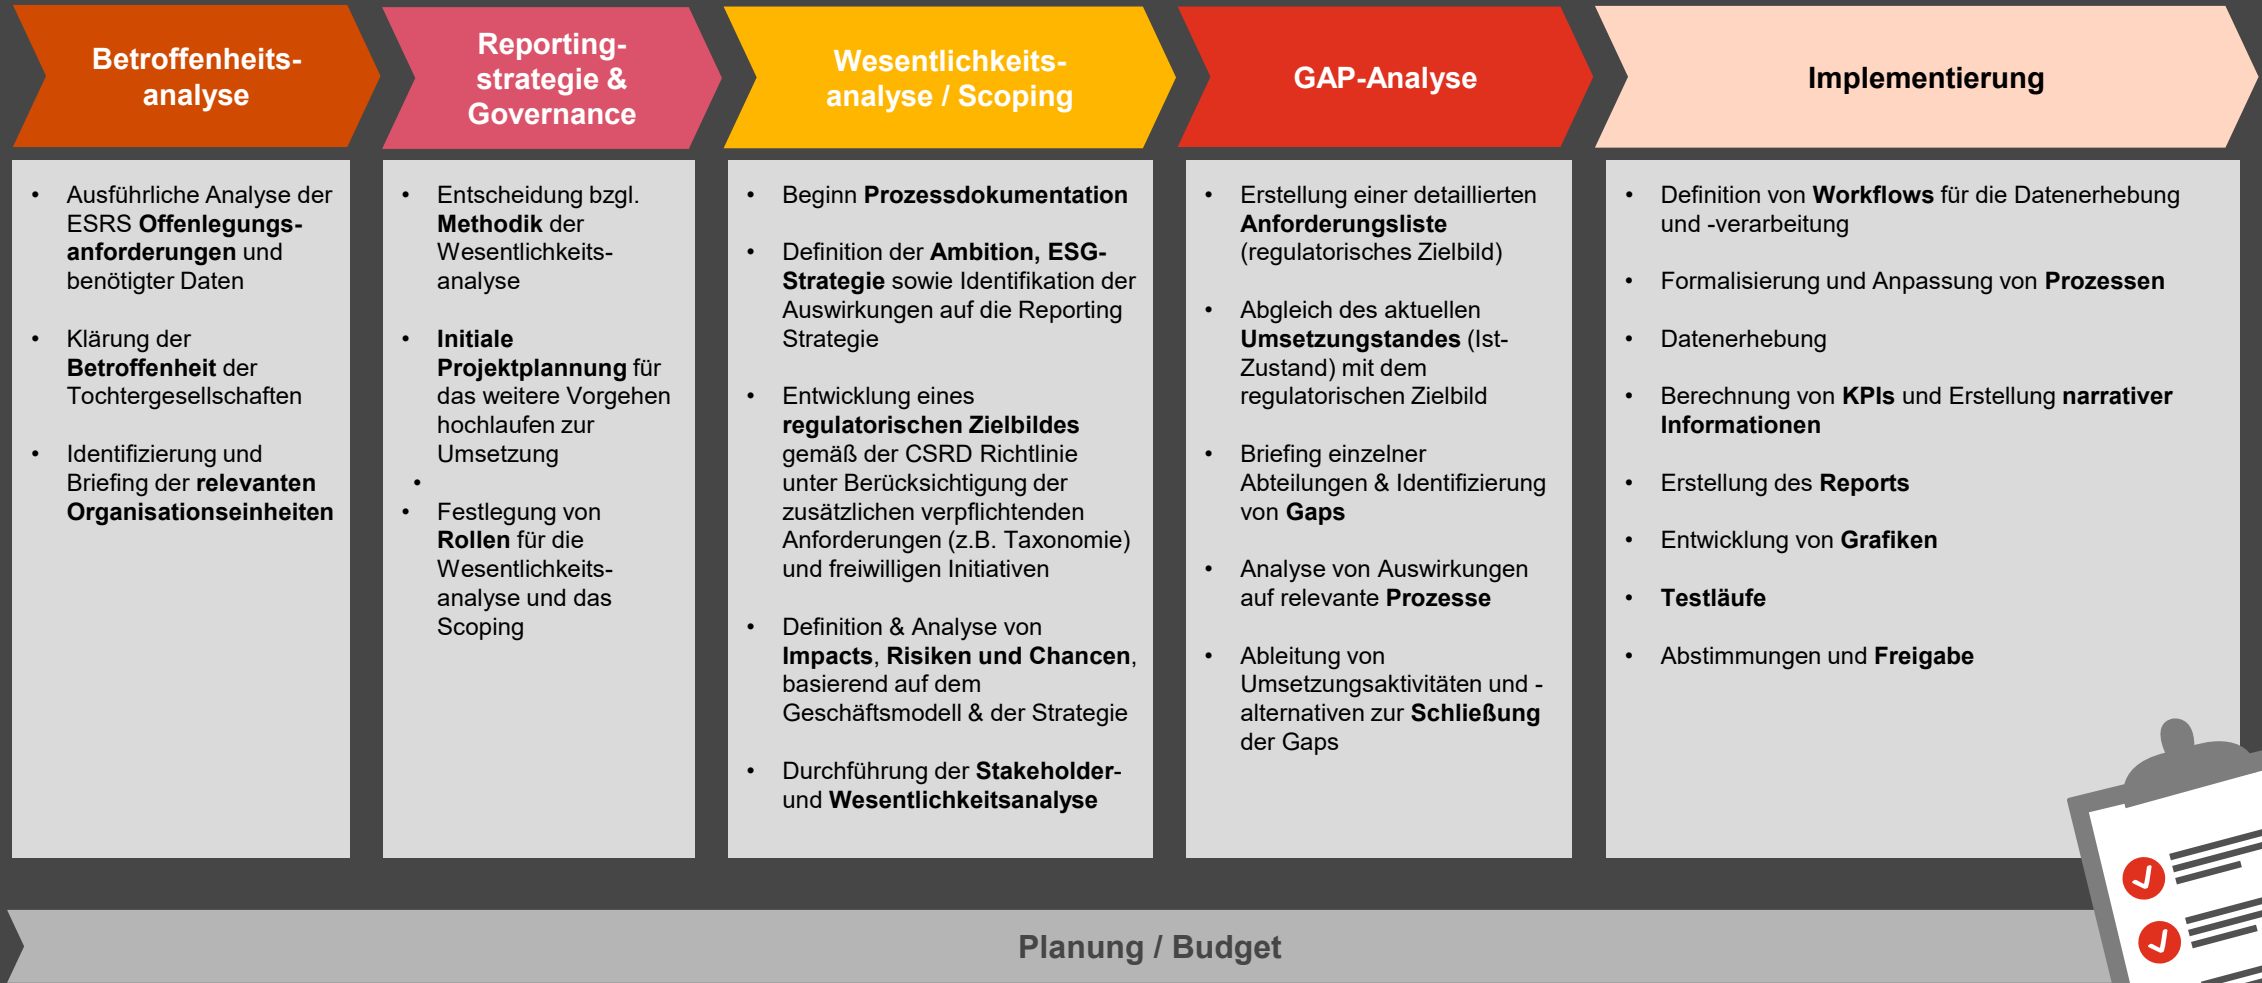 Betroffenheits-
analyse
Reporting-
strategie &
Governance
Wesentlichkeits-
analyse / Scoping
GAP-Analyse
Implementierung
• Ausführliche Analyse der
ESRS Offenlegungs-
anforderungen und
benötigter Daten
• Klärung der
Betroffenheit der
Tochtergesellschaften
• Identifizierung und
Briefing der relevanten
Organisationseinheiten
• Entscheidung bzgl.
Methodik der
Wesentlichkeits-
analyse
• Initiale
Projektplannung für
das weitere Vorgehen
hochlaufen zur
Umsetzung
•
• Festlegung von
Rollen für die
Wesentlichkeits-
analyse und das
Scoping
• Beginn Prozessdokumentation
• Definition der Ambition, ESG-
Strategie sowie Identifikation der
Auswirkungen auf die Reporting
Strategie
• Entwicklung eines
regulatorischen Zielbildes
gemäß der CSRD Richtlinie
unter Berücksichtigung der
zusätzlichen verpflichtenden
Anforderungen (z.B. Taxonomie)
und freiwilligen Initiativen
• Definition & Analyse von
Impacts, Risiken und Chancen,
basierend auf dem
Geschäftsmodell & der Strategie
• Durchführung der Stakeholder-
und Wesentlichkeitsanalyse
• Erstellung einer detaillierten
Anforderungsliste
(regulatorisches Zielbild)
• Abgleich des aktuellen
Umsetzungstandes (Ist-
Zustand) mit dem
regulatorischen Zielbild
• Briefing einzelner
Abteilungen & Identifizierung
von Gaps
• Analyse von Auswirkungen
auf relevante Prozesse
• Ableitung von
Umsetzungsaktivitäten und -
alternativen zur Schließung
der Gaps
• Definition von Workflows für die Datenerhebung
und -verarbeitung
• Formalisierung und Anpassung von Prozessen
• Datenerhebung
• Berechnung von KPIs und Erstellung narrativer
Informationen
• Erstellung des Reports
• Entwicklung von Grafiken
• Testläufe
• Abstimmungen und Freigabe
Planung / Budget